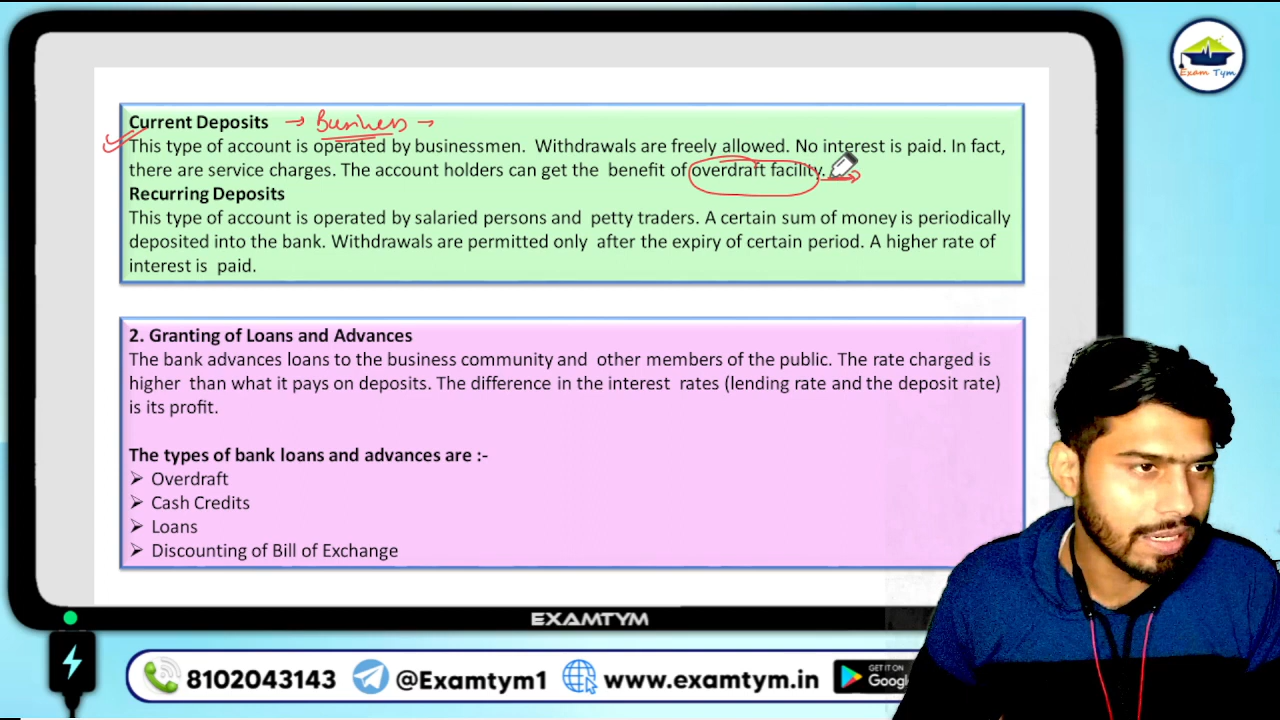 Exam Tym
Current Deposits → Business →
This type of account is operated by businessmen. Withdrawals are freely allowed. No interest is paid. In fact,
there are service charges. The account holders can get the benefit of overdraft facility.
Recurring Deposits
This type of account is operated by salaried persons and petty traders. A certain sum of money is periodically
deposited into the bank. Withdrawals are permitted only after the expiry of certain period. A higher rate of
interest is paid.
2. Granting of Loans and Advances
The bank advances loans to the business community and other members of the public. The rate charged is
higher than what it pays on deposits. The difference in the interest rates (lending rate and the deposit rate)
is its profit.
The types of bank loans and advances are :-
➢ Overdraft
➢ Cash Credits
➢ Loans
➢ Discounting of Bill of Exchange
EXAMTYM
8102043143 @Examtym1 www.examtym.in GET IT ON
Google